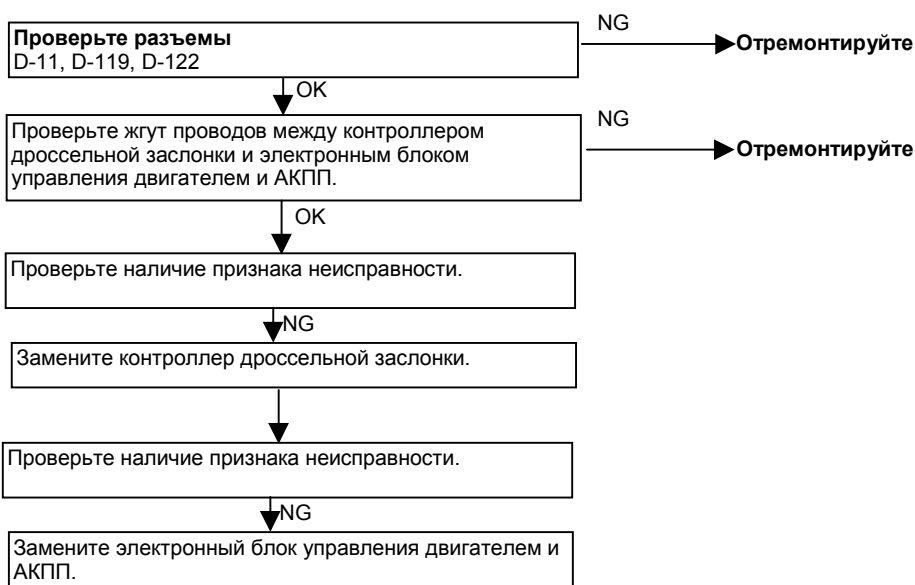 NG
Проверьте разъемы
D-11, D-119, D-122
Отремонтируйте
OK
Проверьте жгут проводов между контроллером
дроссельной заслонки и электронным блоком
управления двигателем и АКПП.
NG
Отремонтируйте
OK
Проверьте наличие признака неисправности.
NG
Замените контроллер дроссельной заслонки.
Проверьте наличие признака неисправности.
NG
Замените электронный блок управления двигателем и
АКПП.